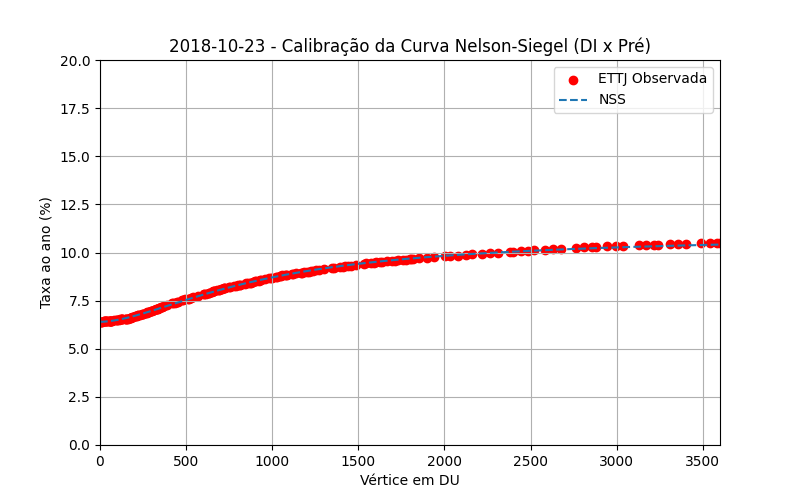 2018-10-23 - Calibração da Curva Nelson-Siegel (DI x Pré)
ETTJ Observada
NSS
Taxa ao ano (%)
20.0
17.5
15.0
12.5
10.0
7.5
5.0
2.5
0.0
0 500 1000 1500 2000 2500 3000 3500
Vértice em DU